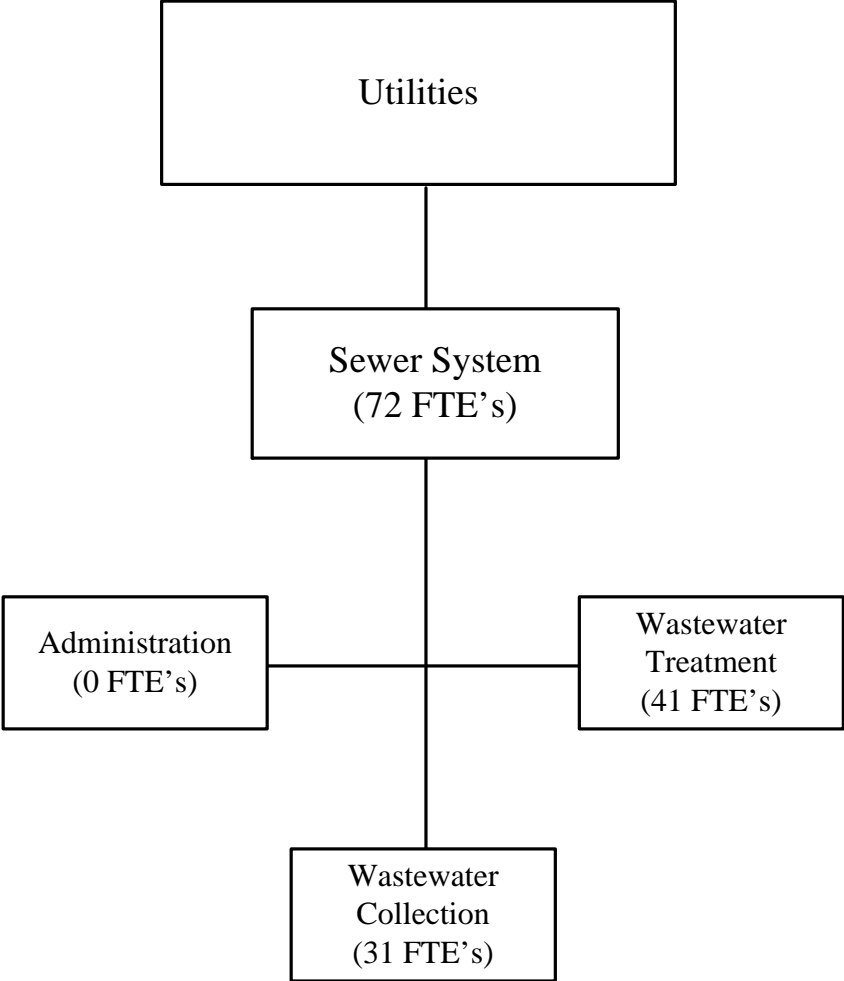 Utilities
Sewer System
(72 FTE’s)
Administration
(0 FTE’s)
Wastewater
Treatment
(41 FTE’s)
Wastewater
Collection
(31 FTE’s)